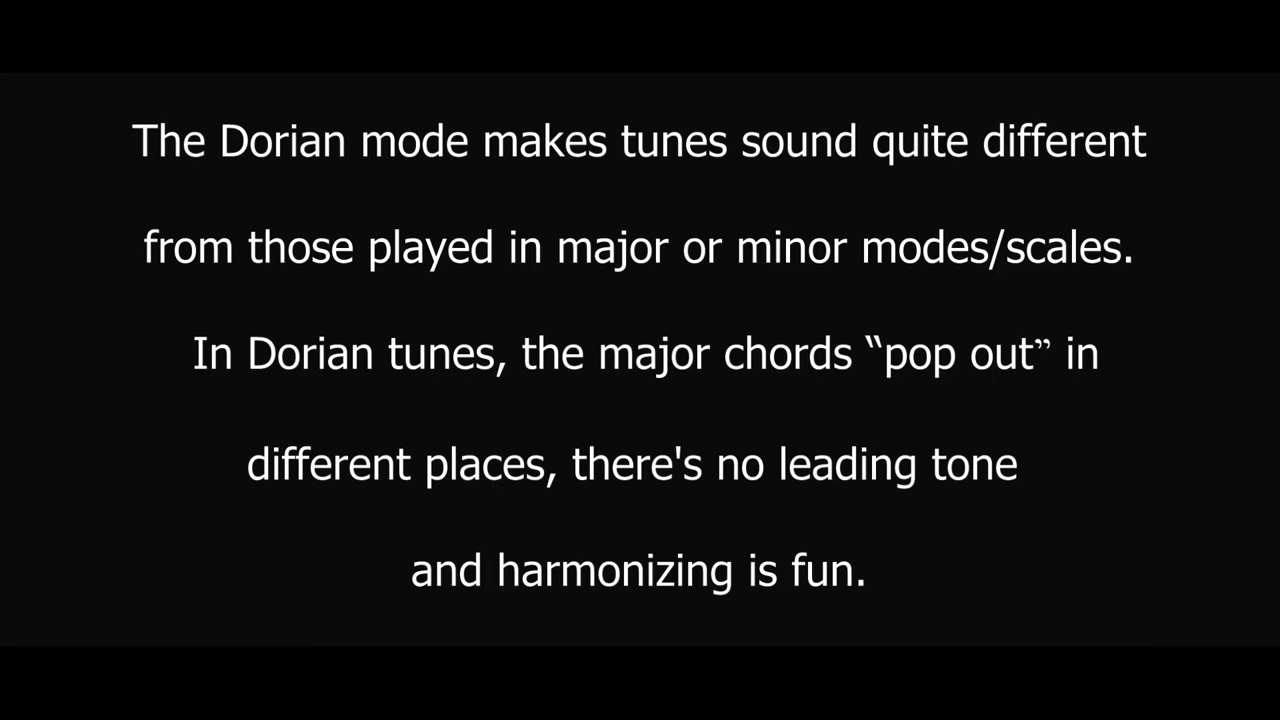 The Dorian mode makes tunes sound quite different
from those played in major or minor modes/scales.
In Dorian tunes, the major chords “pop out” in
different places, there's no leading tone
and harmonizing is fun.